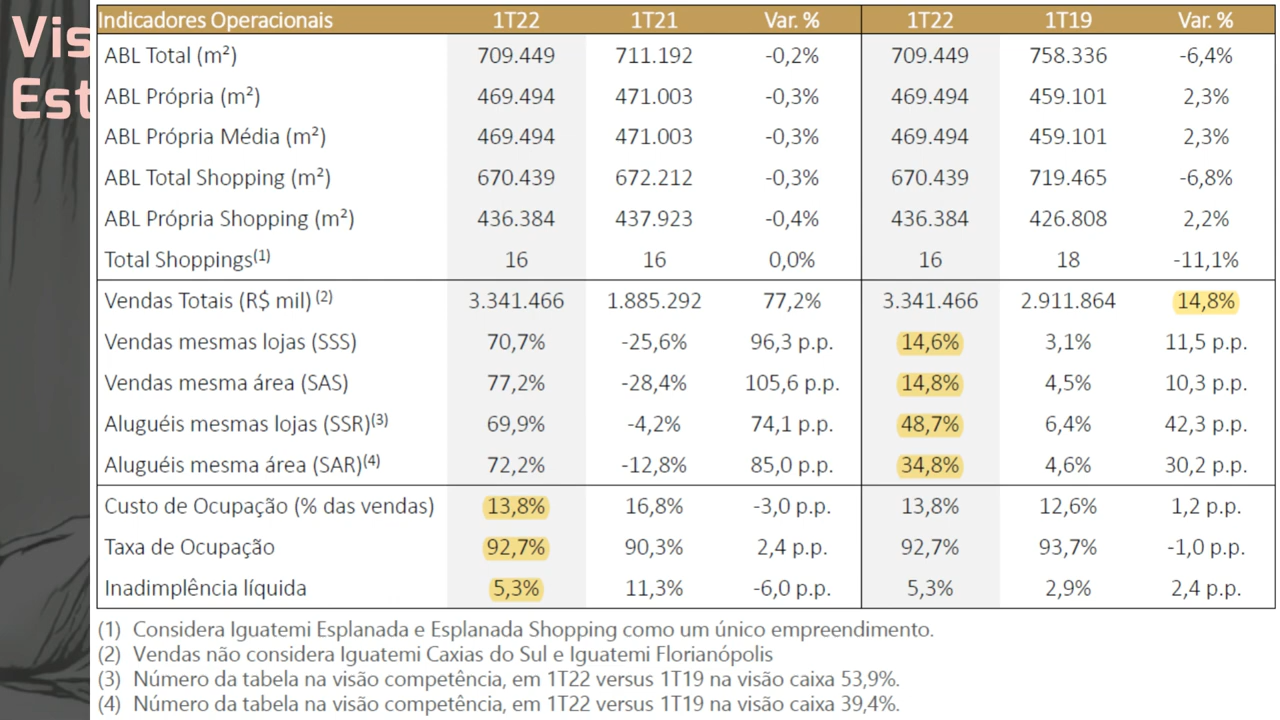 Vis
Est
Indicadores Operacionais 1T22 1T21 Var. % 1T22 1T19 Var. %
ABL Total (m²) 709.449 711.192 -0,2% 709.449 758.336 -6,4%
ABL Própria (m²) 469.494 471.003 -0,3% 469.494 459.101 2,3%
ABL Própria Média (m²) 469.494 471.003 -0,3% 469.494 459.101 2,3%
ABL Total Shopping (m²) 670.439 672.212 -0,3% 670.439 719.465 -6,8%
ABL Própria Shopping (m²) 436.384 437.923 -0,4% 436.384 426.808 2,2%
Total Shoppings(1) 16 16 0,0% 16 18 -11,1%
Vendas Totais (R$ mil) (2) 3.341.466 1.885.292 77,2% 3.341.466 2.911.864 14,8%
Vendas mesmas lojas (SSS) 70,7% -25,6% 96,3 p.p. 14,6% 3,1% 11,5 p.p.
Vendas mesma área (SAS) 77,2% -28,4% 105,6 p.p. 14,8% 4,5% 10,3 p.p.
Aluguéis mesmas lojas (SSR)(3) 69,9% -4,2% 74,1 p.p. 48,7% 6,4% 42,3 p.p.
Aluguéis mesma área (SAR)(4) 72,2% -12,8% 85,0 p.p. 34,8% 4,6% 30,2 p.p.
Custo de Ocupação (% das vendas) 13,8% 16,8% -3,0 p.p. 13,8% 12,6% 1,2 p.p.
Taxa de Ocupação 92,7% 90,3% 2,4 p.p. 92,7% 93,7% -1,0 p.p.
Inadimplência líquida 5,3% 11,3% -6,0 p.p. 5,3% 2,9% 2,4 p.p.
(1) Considera Iguatemi Esplanada e Esplanada Shopping como um único empreendimento.
(2) Vendas não considera Iguatemi Caxias do Sul e Iguatemi Florianópolis
(3) Número da tabela na visão competência, em 1T22 versus 1T19 na visão caixa 53,9%.
(4) Número da tabela na visão competência, em 1T22 versus 1T19 na visão caixa 39,4%.